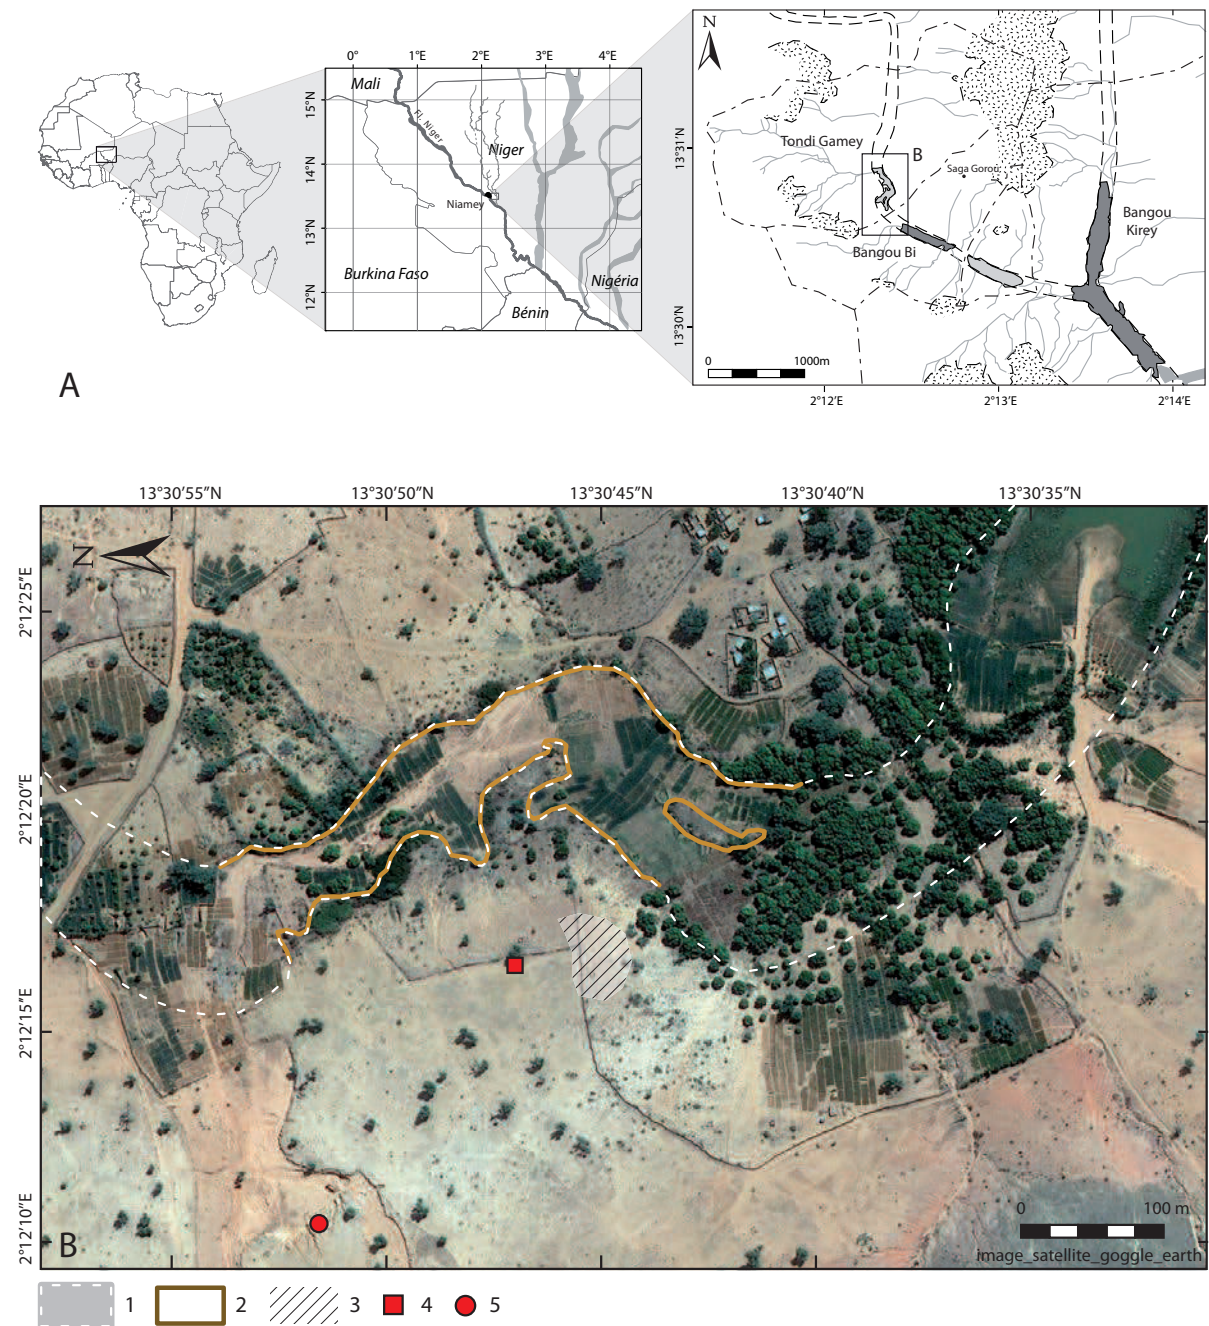 0° 1°E 2°E 3°E 4°E
15°N
14°N
13°N
12°N
Mali
Fl. Niger
Niger
Niamey
Burkina Faso
Nigéria
Bénin
A
N
Tondi Gamey
B
Saga Gorou
Bangou
Kirey
Bangou Bi
13°31'N
13°30'N
0 1000m
2°12'E 2°13'E 2°14'E
13°30'55"N 13°30'50"N 13°30'45"N 13°30'40"N 13°30'35"N
N
2°12'25"E
2°12'20"E
2°12'15"E
2°12'10"E
0 100 m
image_satellite_goggle_earth
B
1 2 3 4 5